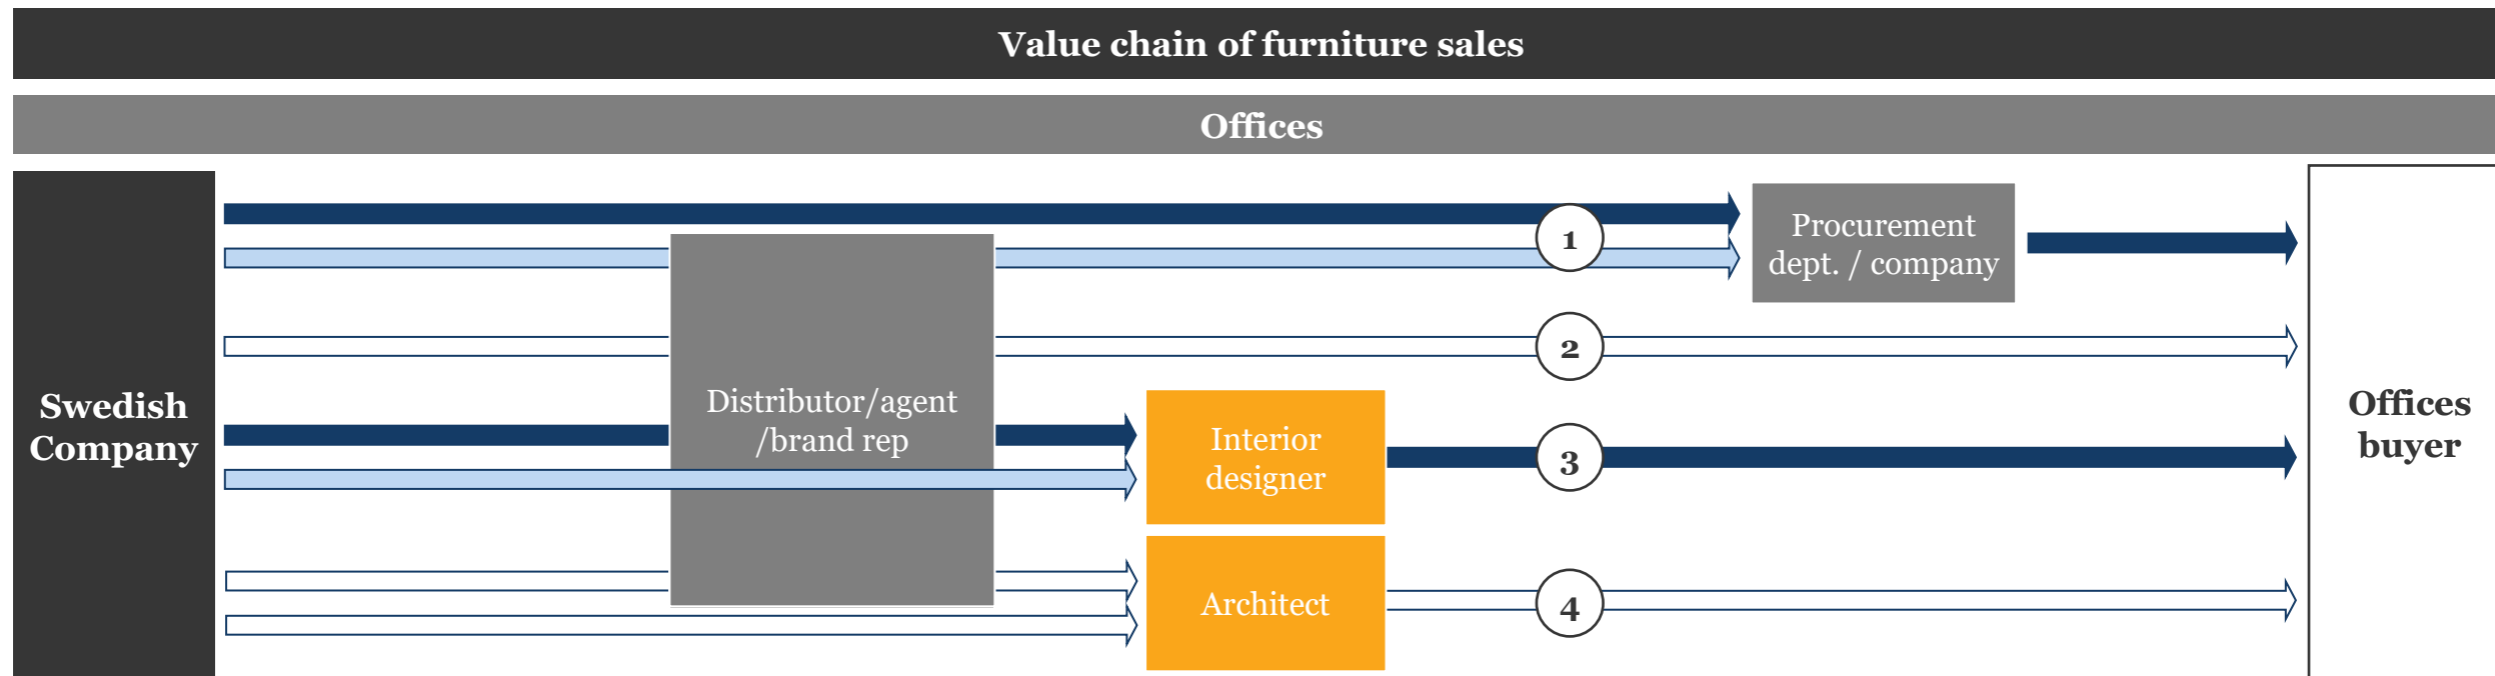 Value chain of furniture sales
Offices
Swedish
Company
Distributor/agent
/brand rep
1
Procurement
dept. / company
2
Interior
designer
3
Architect
4
Offices
buyer